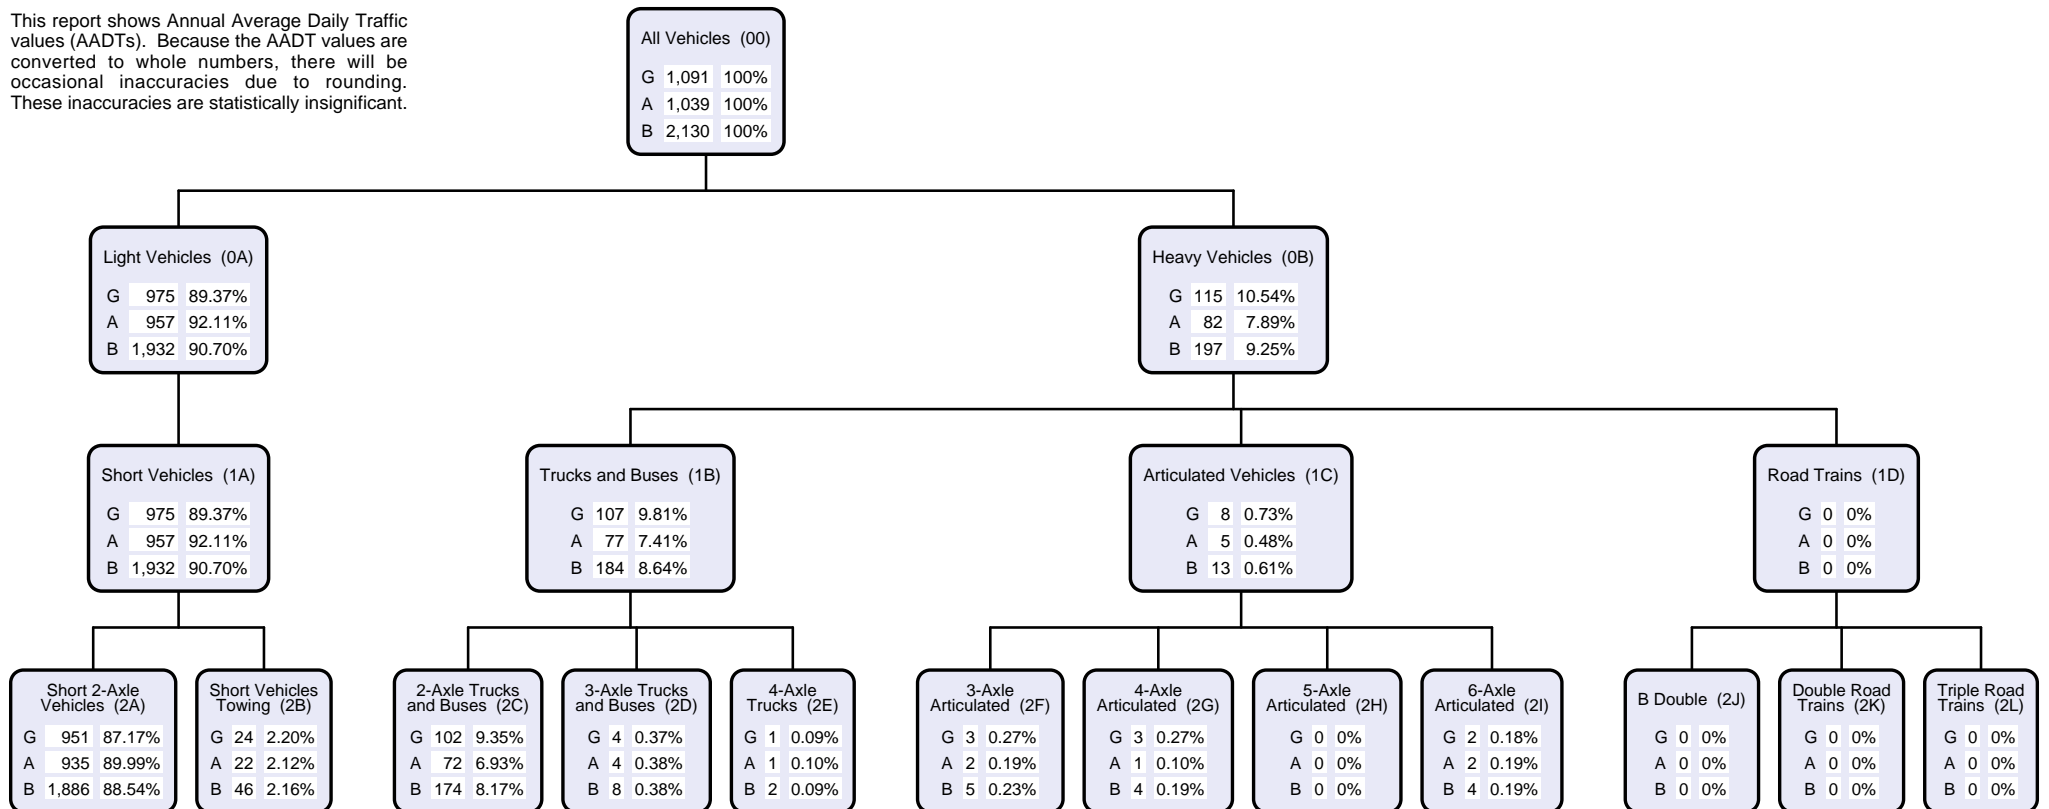 This report shows Annual Average Daily Traffic
values (AADTs). Because the AADT values are
converted to whole numbers, there will be
occasional inaccuracies due to rounding.
These inaccuracies are statistically insignificant.
All Vehicles (00)
G 1,091 100%
A 1,039 100%
B 2,130 100%
Light Vehicles (0A)
G 975 89.37%
A 957 92.11%
B 1,932 90.70%
Heavy Vehicles (0B)
G 115 10.54%
A 82 7.89%
B 197 9.25%
Short Vehicles (1A)
G 975 89.37%
A 957 92.11%
B 1,932 90.70%
Trucks and Buses (1B)
G 107 9.81%
A 77 7.41%
B 184 8.64%
Articulated Vehicles (1C)
G 8 0.73%
A 5 0.48%
B 13 0.61%
Road Trains (1D)
G 0 0%
A 0 0%
B 0 0%
Short 2-Axle
Vehicles (2A)
G 951 87.17%
A 935 89.99%
B 1,886 88.54%
Short Vehicles
Towing (2B)
G 24 2.20%
A 22 2.12%
B 46 2.16%
2-Axle Trucks
and Buses (2C)
G 102 9.35%
A 72 6.93%
B 174 8.17%
3-Axle Trucks
and Buses (2D)
G 4 0.37%
A 4 0.38%
B 8 0.38%
4-Axle
Trucks (2E)
G 1 0.09%
A 1 0.10%
B 2 0.09%
3-Axle
Articulated (2F)
G 3 0.27%
A 2 0.19%
B 5 0.23%
4-Axle
Articulated (2G)
G 3 0.27%
A 1 0.10%
B 4 0.19%
5-Axle
Articulated (2H)
G 0 0%
A 0 0%
B 0 0%
6-Axle
Articulated (2I)
G 2 0.18%
A 2 0.19%
B 4 0.19%
B Double (2J)
G 0 0%
A 0 0%
B 0 0%
Double Road
Trains (2K)
G 0 0%
A 0 0%
B 0 0%
Triple Road
Trains (2L)
G 0 0%
A 0 0%
B 0 0%